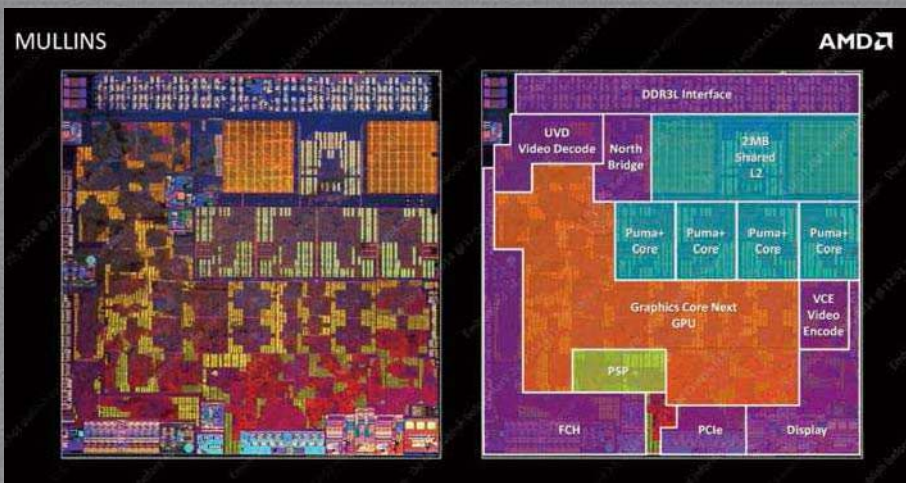 MULLINS
AMD
DDR3L Interface
UVD
Video Decode
North
Bridge
2MB
Shared
L2
Puma+
Core
Puma+
Core
Puma+
Core
Puma+
Core
Graphics Core Next
GPU
VCE
Video
Encode
PSP
FCH
PCIe
Display